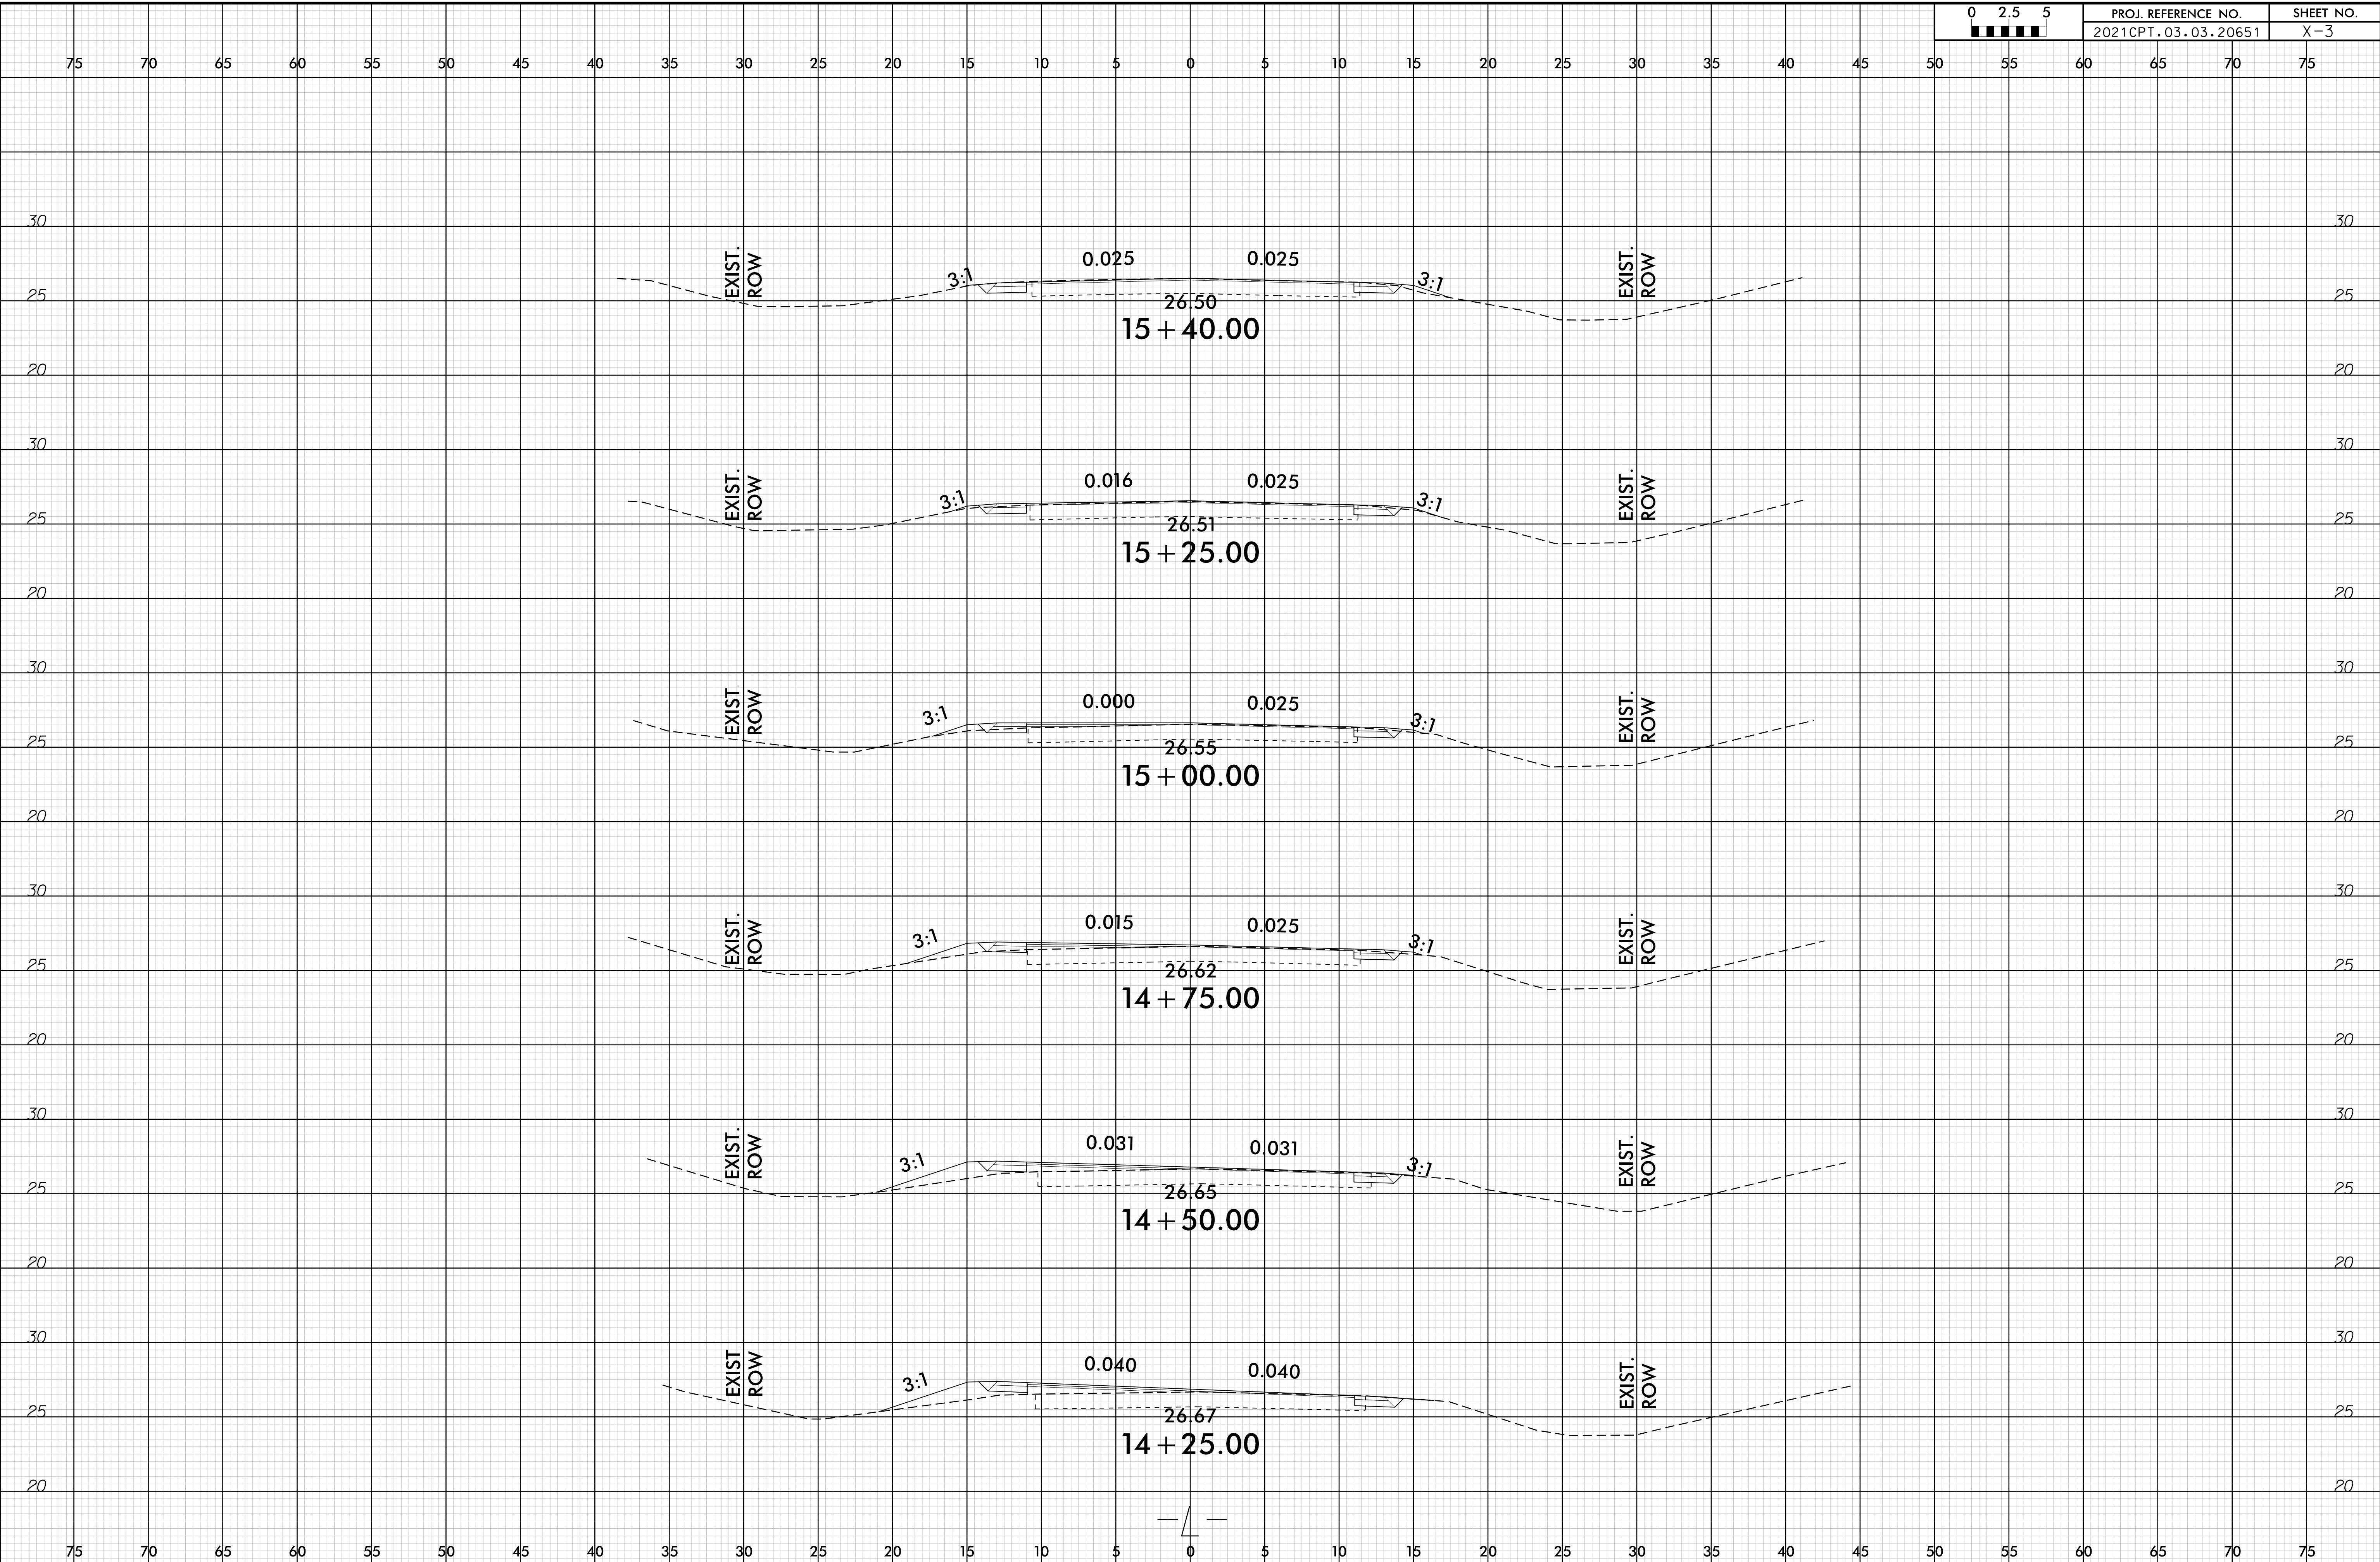 0 2.5 5
PROJ. REFERENCE NO. SHEET NO.
2021CPT.03.03.20651 X-3
75 70 65 60 55 50 45 40 35 30 25 20 15 10 5 0 5 10 15 20 25 30 35 40 45 50 55 60 65 70 75
30 30
EXIST. ROW 3:1 0.025 0.025 3:1 EXIST. ROW
25 25
26.50
15+40.00
20 20
30 30
EXIST. ROW 3:1 0.016 0.025 3:1 EXIST. ROW
25 25
26.51
15+25.00
20 20
30 30
EXIST. ROW 3:1 0.000 0.025 3:1 EXIST. ROW
25 25
26.55
15+00.00
20 20
30 30
EXIST. ROW 3:1 0.015 0.025 3:1 EXIST. ROW
25 25
26.62
14+75.00
20 20
30 30
EXIST. ROW 3:1 0.031 0.031 3:1 EXIST. ROW
25 25
26.65
14+50.00
20 20
30 30
EXIST ROW 3:1 0.040 0.040 EXIST. ROW
25 25
26.67
14+25.00
20 20
-L-
75 70 65 60 55 50 45 40 35 30 25 20 15 10 5 0 5 10 15 20 25 30 35 40 45 50 55 60 65 70 75